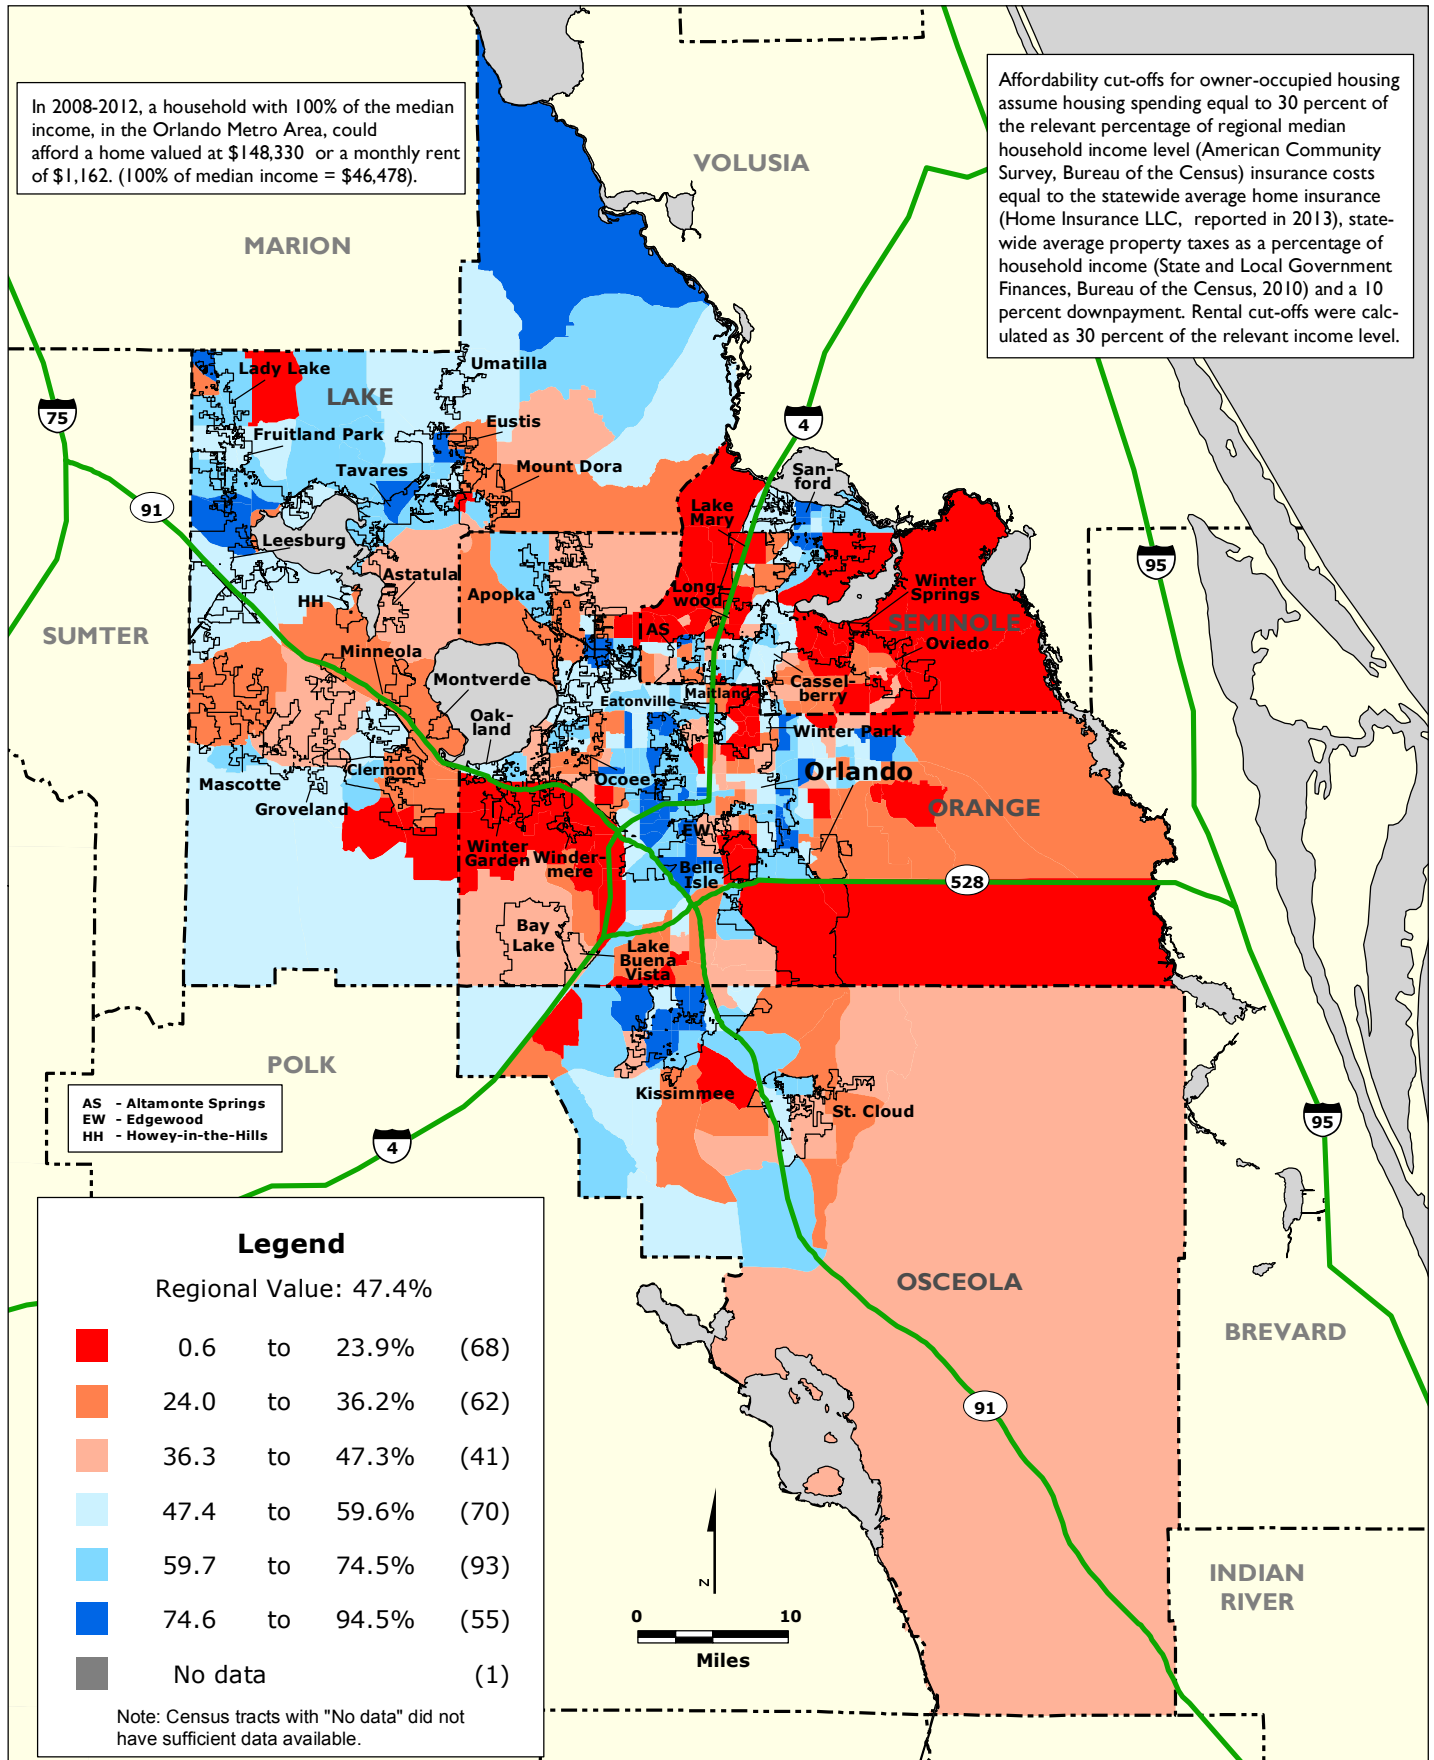 In 2008-2012, a household with 100% of the median
income, in the Orlando Metro Area, could
afford a home valued at $148,330 or a monthly rent
of $1,162. (100% of median income = $46,478).
Affordability cut-offs for owner-occupied housing
assume housing spending equal to 30 percent of
the relevant percentage of regional median
household income level (American Community
Survey, Bureau of the Census) insurance costs
equal to the statewide average home insurance
(Home Insurance LLC, reported in 2013), state-
wide average property taxes as a percentage of
household income (State and Local Government
Finances, Bureau of the Census, 2010) and a 10
percent downpayment. Rental cut-offs were calc-
ulated as 30 percent of the relevant income level.
VOLUSIA
MARION
Umatilla
Lady Lake
LAKE
75
4
Eustis
Fruitland Park
Tavares
Mount Dora
San-
ford
91
Lake
Mary
Leesburg
95
Astatula
Apopka
Long-
wood
Winter
Springs
HH
SUMTER
SEMINOLE
AS
Oviedo
Minneola
Montverde
Cassel-
berry
Maitland
Eatonville
Oak-
land
Winter Park
Clermont
Ocoee
Orlando
Mascotte
Groveland
ORANGE
EW
Winter
Garden
Winder-
mere
Belle
Isle
528
Bay
Lake
Lake
Buena
Vista
POLK
Kissimmee
St. Cloud
AS - Altamonte Springs
EW - Edgewood
HH - Howey-in-the-Hills
4
95
OSCEOLA
BREVARD
91
INDIAN
RIVER
Legend
Regional Value: 47.4%
0.6 to 23.9% (68)
24.0 to 36.2% (62)
36.3 to 47.3% (41)
47.4 to 59.6% (70)
59.7 to 74.5% (93)
74.6 to 94.5% (55)
No data (1)
Note: Census tracts with "No data" did not
have sufficient data available.
N
0 10
Miles